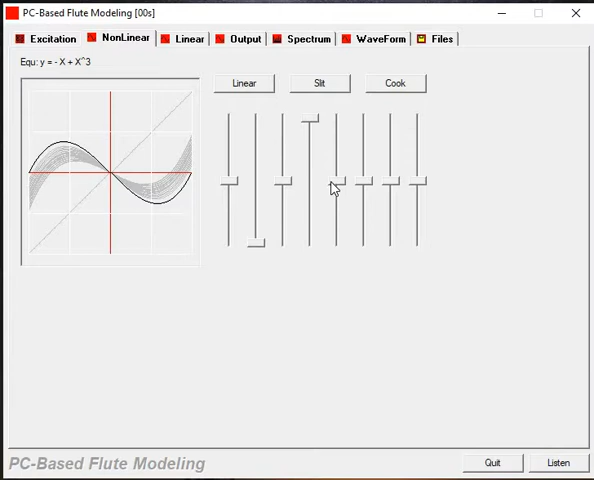 PC-Based Flute Modeling [00s]
Excitation NonLinear Linear Output Spectrum WaveForm Files
Equ: y = - X + X^3
Linear Slit Cook
PC-Based Flute Modeling
Quit Listen